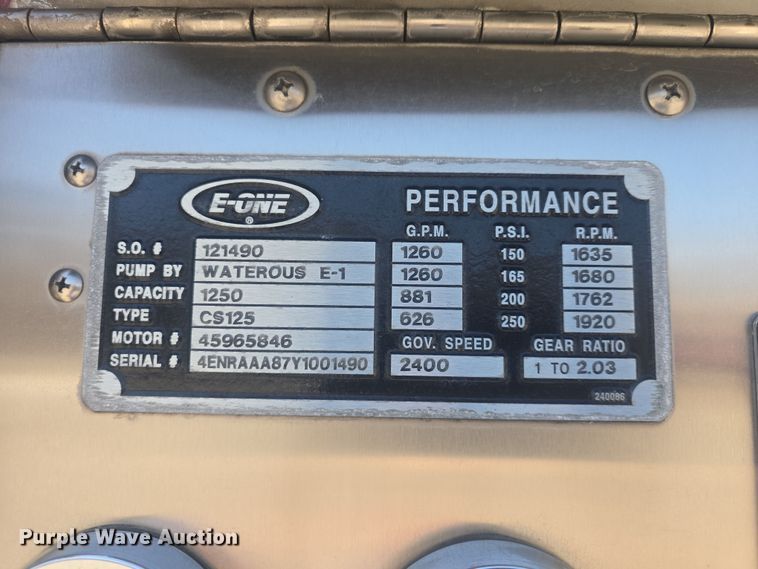 E-ONE
®
PERFORMANCE
G.P.M. P.S.I. R.P.M.
S.O. # 121490 1260 150 1635
PUMP BY WATEROUS E-1 1260 165 1680
CAPACITY 1250 881 200 1762
TYPE CS125 626 250 1920
MOTOR # 45965846 GOV. SPEED GEAR RATIO
SERIAL # 4ENRAAA87Y1001490 2400 1 TO 2.03
240086
Purple Wave Auction